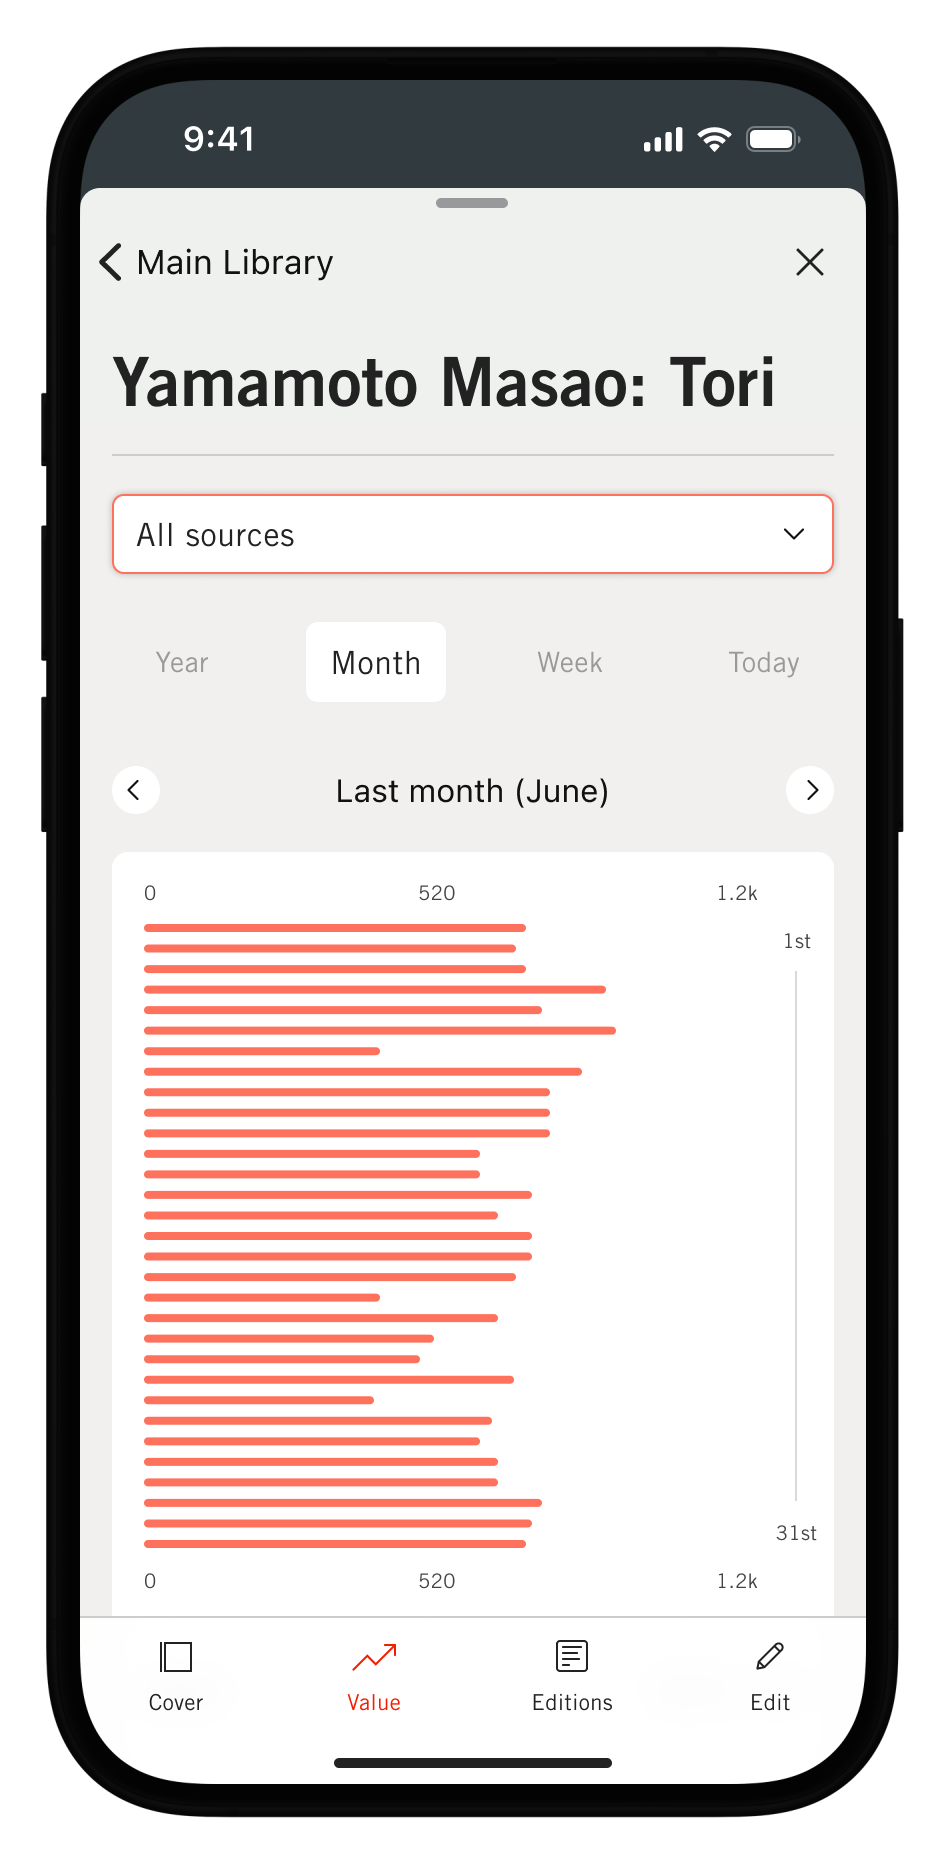 9:41
Main Library
Yamamoto Masao: Tori
All sources
Year Month Week Today
Last month (June)
0 520 1.2k
1st
31st
0 520 1.2k
Cover Value Editions Edit